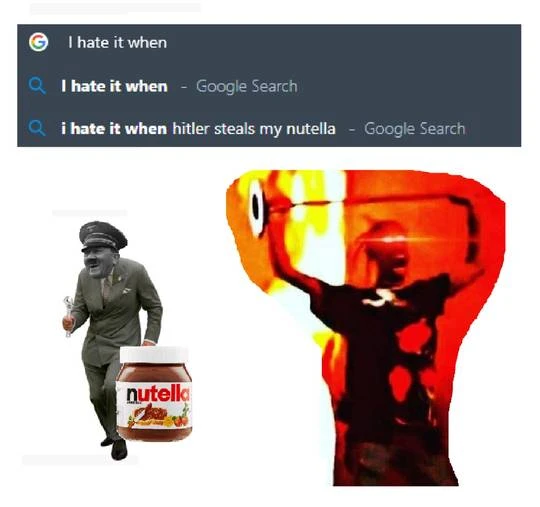 I hate it when
I hate it when - Google Search
i hate it when hitler steals my nutella - Google Search
nutella